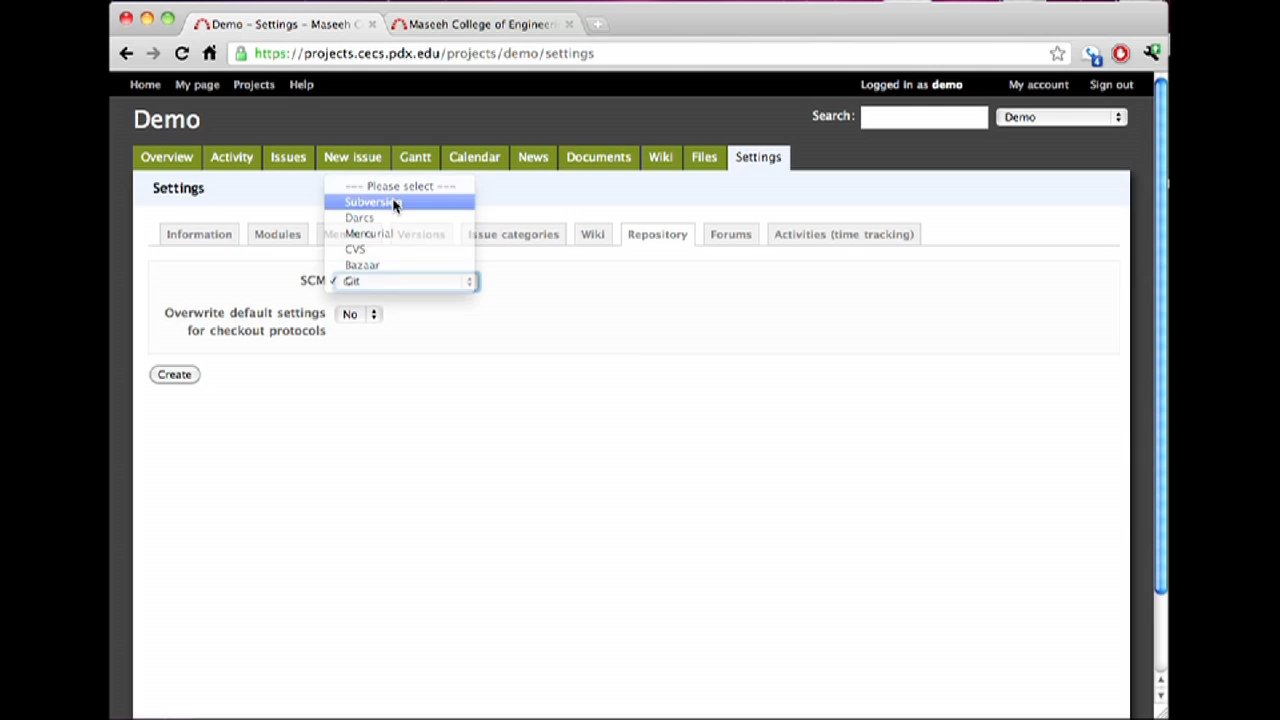 Demo – Settings – Maseeh C
Maseeh College of Engineeri
https://projects.cecs.pdx.edu/projects/demo/settings
4
Home My page Projects Help Logged in as demo My account Sign out
Demo Search: Demo
Overview Activity Issues New issue Gantt Calendar News Documents Wiki Files Settings
Settings
--- Please select ---
Subversion
Darcs
Information Modules Mercurial Versions Issue categories Wiki Repository Forums Activities (time tracking)
CVS
Bazaar
SCM ✓ Git
Overwrite default settings
for checkout protocols No
Create